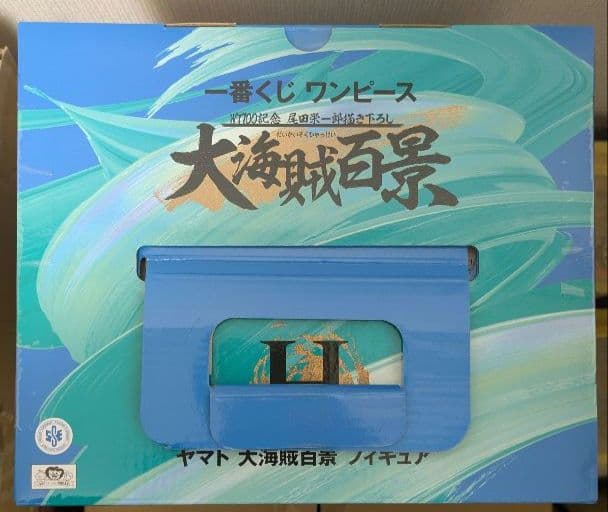 一番くじ ワンピース
V100記念 尾田栄一郎描き下ろし
だいかいぞくひゃっけい
大海賊百景
H
ヤマト 大海賊百景 フィギュア